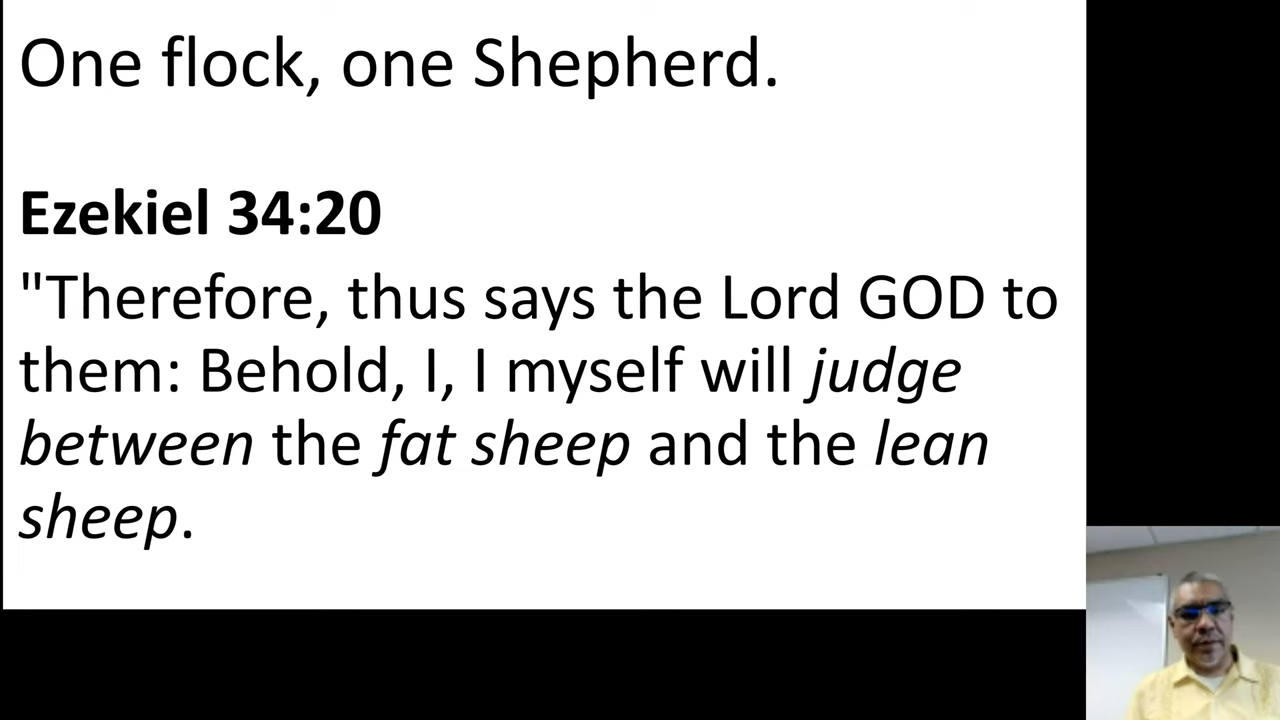 One flock, one Shepherd.
Ezekiel 34:20
"Therefore, thus says the Lord GOD to
them: Behold, I, I myself will judge
between the fat sheep and the lean
sheep.